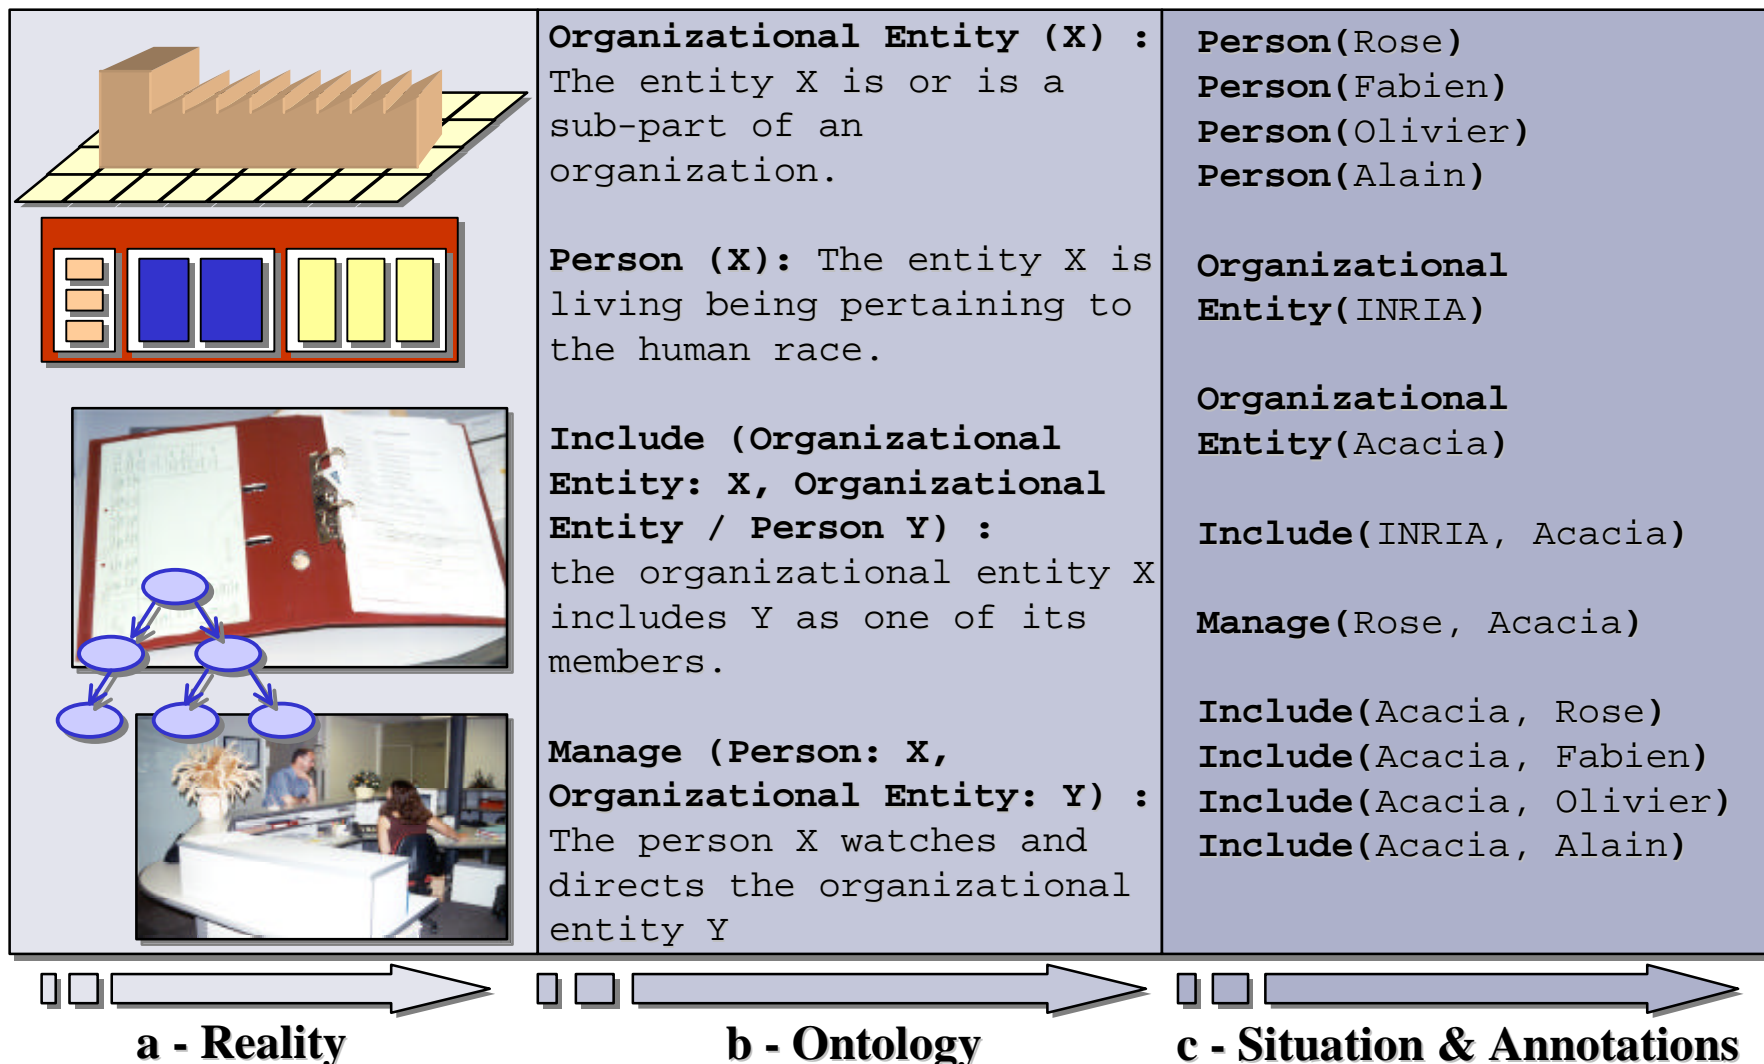 Organizational Entity (X) :
The entity X is or is a
sub-part of an
organization.
Person (X): The entity X is
living being pertaining to
the human race.
Include (Organizational
Entity: X, Organizational
Entity / Person Y) :
the organizational entity X
includes Y as one of its
members.
Manage (Person: X,
Organizational Entity: Y) :
The person X watches and
directs the organizational
entity Y
Person(Rose)
Person(Fabien)
Person(Olivier)
Person(Alain)
Organizational
Entity(INRIA)
Organizational
Entity(Acacia)
Include(INRIA, Acacia)
Manage(Rose, Acacia)
Include(Acacia, Rose)
Include(Acacia, Fabien)
Include(Acacia, Olivier)
Include(Acacia, Alain)
a - Reality
b - Ontology
c - Situation & Annotations